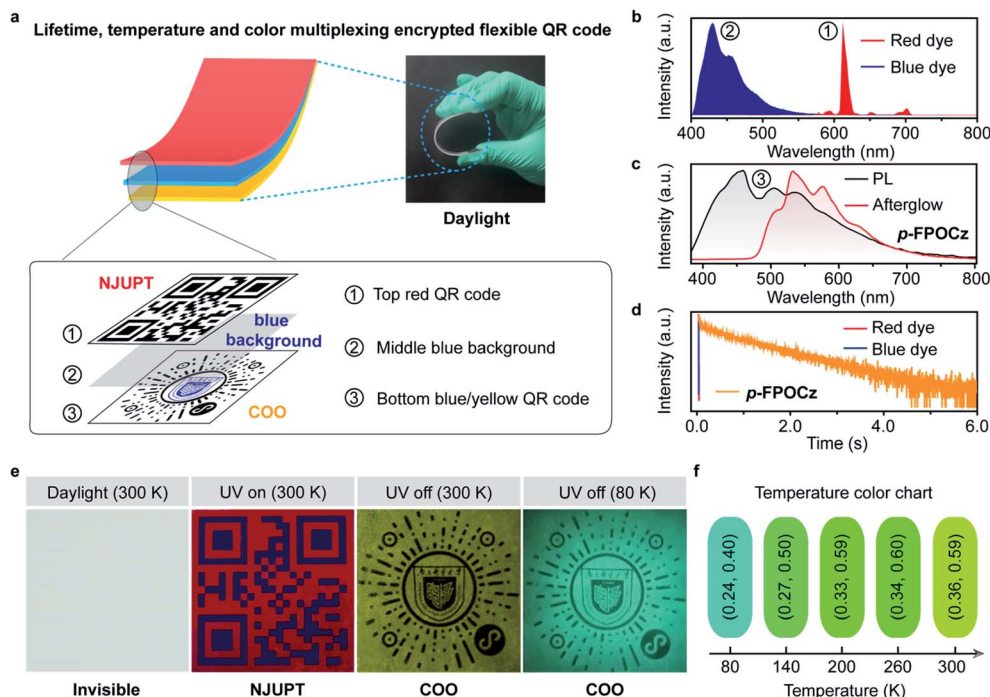 a
Lifetime, temperature and color multiplexing encrypted flexible QR code
Daylight
NJUPT
blue
background
COO
①
②
③
① Top red QR code
② Middle blue background
③ Bottom blue/yellow QR code
b
Intensity (a.u.)
②
①
Red dye
Blue dye
400 500 600 700 800
Wavelength (nm)
c
Intensity (a.u.)
③
PL
Afterglow
p-FPOCz
400 500 600 700 800
Wavelength (nm)
d
Intensity (a.u.)
Red dye
Blue dye
p-FPOCz
0.0 2.0 4.0 6.0
Time (s)
e
Daylight (300 K) UV on (300 K) UV off (300 K) UV off (80 K)
Invisible NJUPT COO COO
f
Temperature color chart
(0.24, 0.40)
(0.27, 0.50)
(0.33, 0.59)
(0.34, 0.60)
(0.36, 0.59)
80 140 200 260 300
Temperature (K)